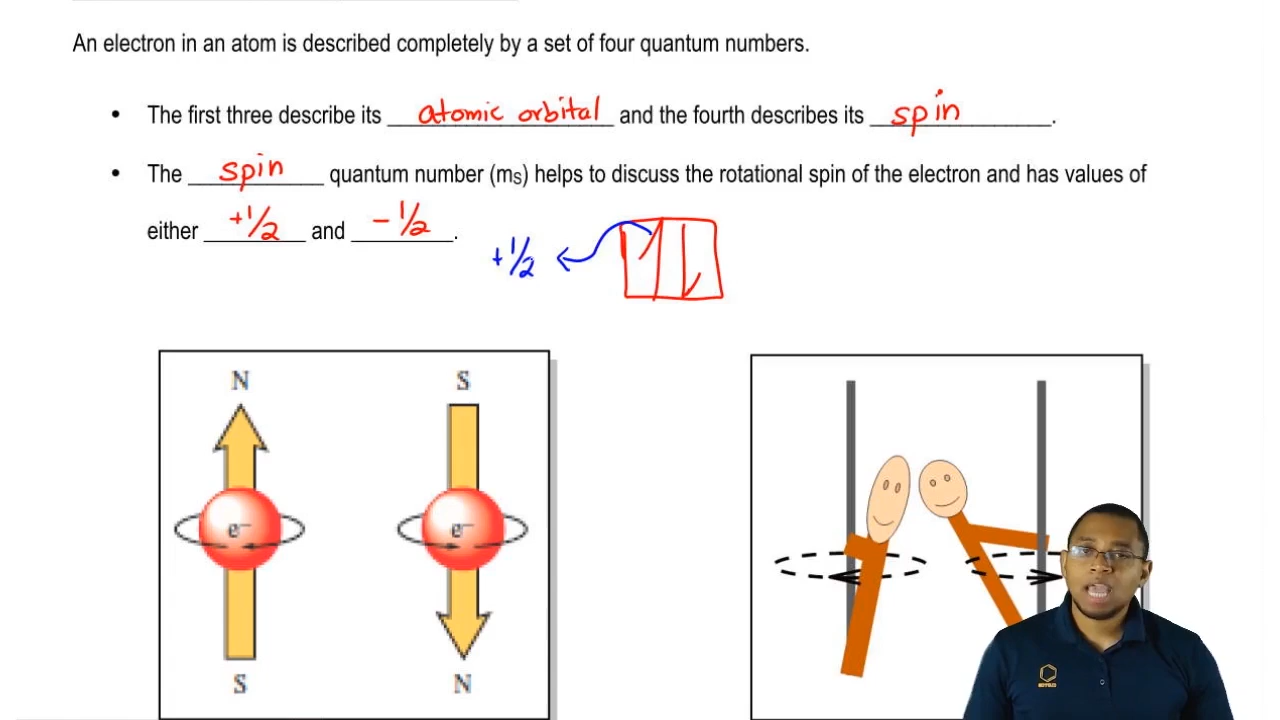 An electron in an atom is described completely by a set of four quantum numbers.
• The first three describe its atomic orbital and the fourth describes its spin.
• The spin quantum number (ms) helps to discuss the rotational spin of the electron and has values of
either +1/2 and -1/2.
+1/2
N S
e⁻ e⁻
S N